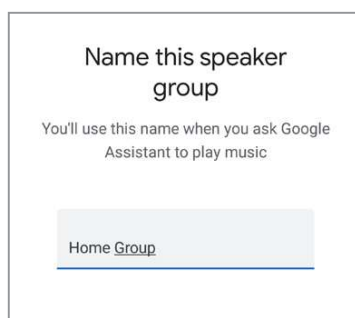 Name this speaker
group
You'll use this name when you ask Google
Assistant to play music
Home Group